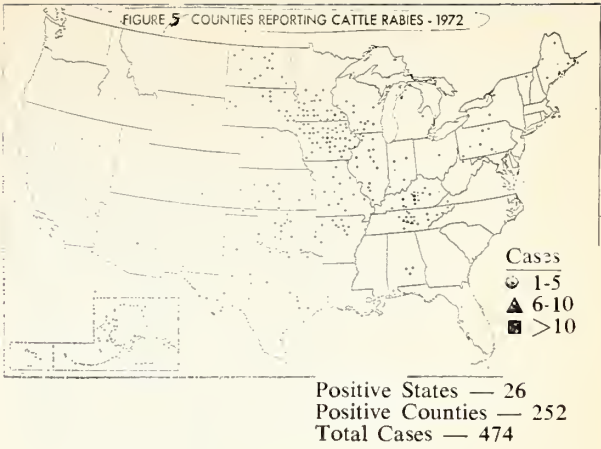 FIGURE 5 COUNTIES REPORTING CATTLE RABIES - 1972
Cases
1-5
6-10
>10
Positive States — 26
Positive Counties — 252
Total Cases — 474